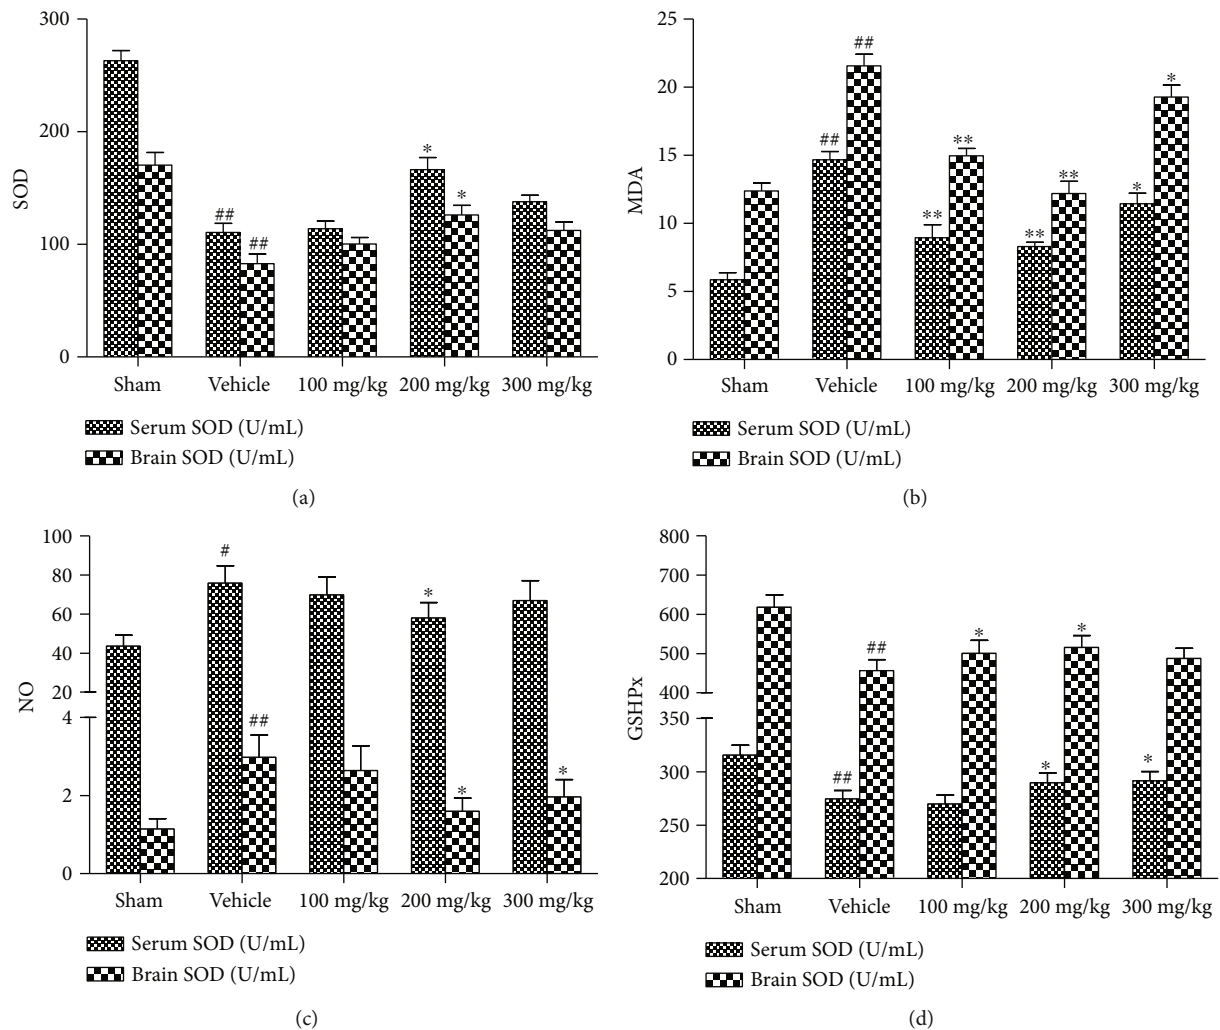 300
200
100
0
SOD
##
##
*
*
Sham Vehicle 100 mg/kg 200 mg/kg 300 mg/kg
Serum SOD (U/mL)
Brain SOD (U/mL)
(a)
25
20
15
10
5
0
MDA
##
##
**
**
**
**
*
*
Sham Vehicle 100 mg/kg 200 mg/kg 300 mg/kg
Serum SOD (U/mL)
Brain SOD (U/mL)
(b)
100
80
60
40
20
4
2
0
NO
#
##
*
*
*
Sham Vehicle 100 mg/kg 200 mg/kg 300 mg/kg
Serum SOD (U/mL)
Brain SOD (U/mL)
(c)
800
700
600
500
400
350
300
250
200
GSHPx
##
##
*
*
*
*
Sham Vehicle 100 mg/kg 200 mg/kg 300 mg/kg
Serum SOD (U/mL)
Brain SOD (U/mL)
(d)